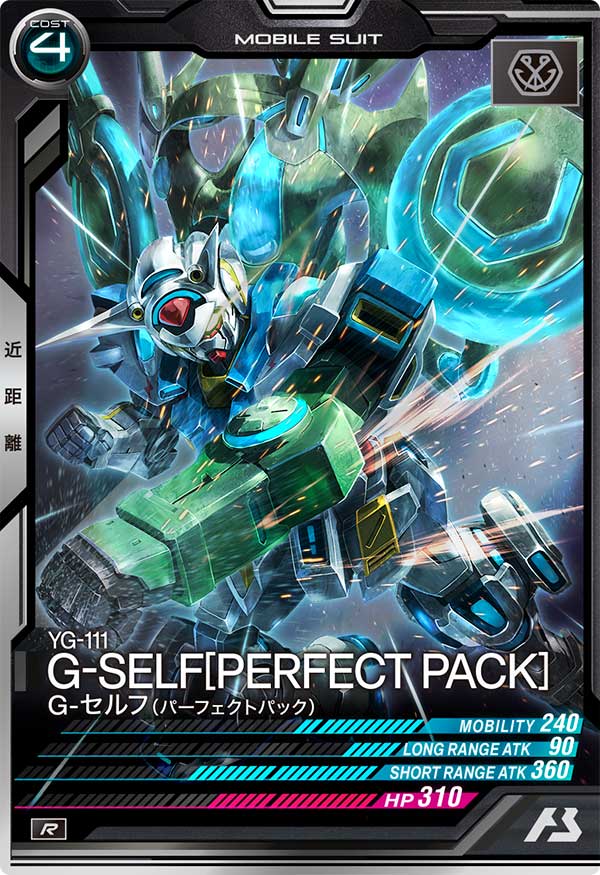 COST
4
MOBILE SUIT
近距離
YG-111
G-SELF[PERFECT PACK]
G-セルフ(パーフェクトパック)
MOBILITY 240
LONG RANGE ATK 90
SHORT RANGE ATK 360
HP 310
R